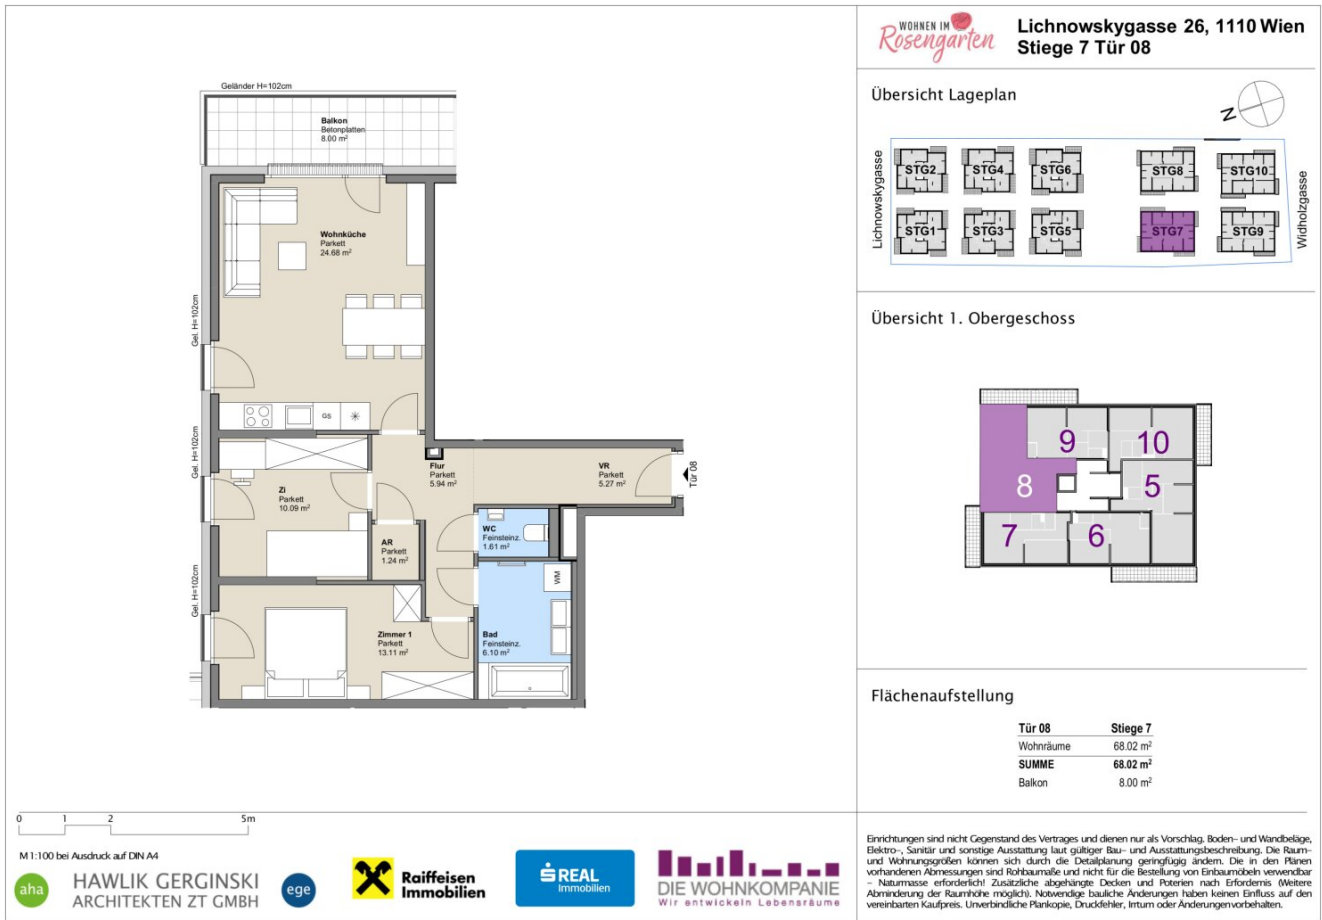 WOHNEN IM
Rosengarten
Lichnowskygasse 26, 1110 Wien
Stiege 7 Tür 08
Übersicht Lageplan
N
Lichnowskygasse
STG2
STG4
STG6
STG8
STG10
STG1
STG3
STG5
STG7
STG9
Widholzgasse
Übersicht 1. Obergeschoss
9
10
8
5
7
6
Flächenaufstellung
Tür 08 Stiege 7
Wohnräume 68.02 m²
SUMME 68.02 m²
Balkon 8.00 m²
Geländer H=102cm
Balkon
Betonplatten
8.00 m²
Wohnküche
Parkett
24.68 m²
Gel. H=102cm
GS
Gel. H=102cm
Zi
Parkett
10.09 m²
Flur
Parkett
5.94 m²
VR
Parkett
5.27 m²
Tür 08
AR
Parkett
1.24 m²
WC
Feinsteinz.
1.61 m²
WM
Gel. H=102cm
Zimmer 1
Parkett
13.11 m²
Bad
Feinsteinz.
6.10 m²
0 1 2 5m
M 1:100 bei Ausdruck auf DIN A4
aha
HAWLIK GERGINSKI
ARCHITEKTEN ZT GMBH
ege
Raiffeisen
Immobilien
S REAL
Immobilien
DIE WOHNKOMPANIE
Wir entwickeln Lebensräume
Einrichtungen sind nicht Gegenstand des Vertrages und dienen nur als Vorschlag. Boden- und Wandbeläge,
Elektro-, Sanitär und sonstige Ausstattung laut gültiger Bau- und Ausstattungsbeschreibung. Die Raum-
und Wohnungsgrößen können sich durch die Detailplanung geringfügig ändern. Die in den Plänen
vorhandenen Abmessungen sind Rohbaumaße und nicht für die Bestellung von Einbaumöbeln verwendbar
- Naturmasse erforderlich! Zusätzliche abgehängte Decken und Poterien nach Erfordernis (Weitere
Abminderung der Raumhöhe möglich). Notwendige bauliche Änderungen haben keinen Einfluss auf den
vereinbarten Kaufpreis. Unverbindliche Plankopie, Druckfehler, Irrtum oder Änderungen vorbehalten.